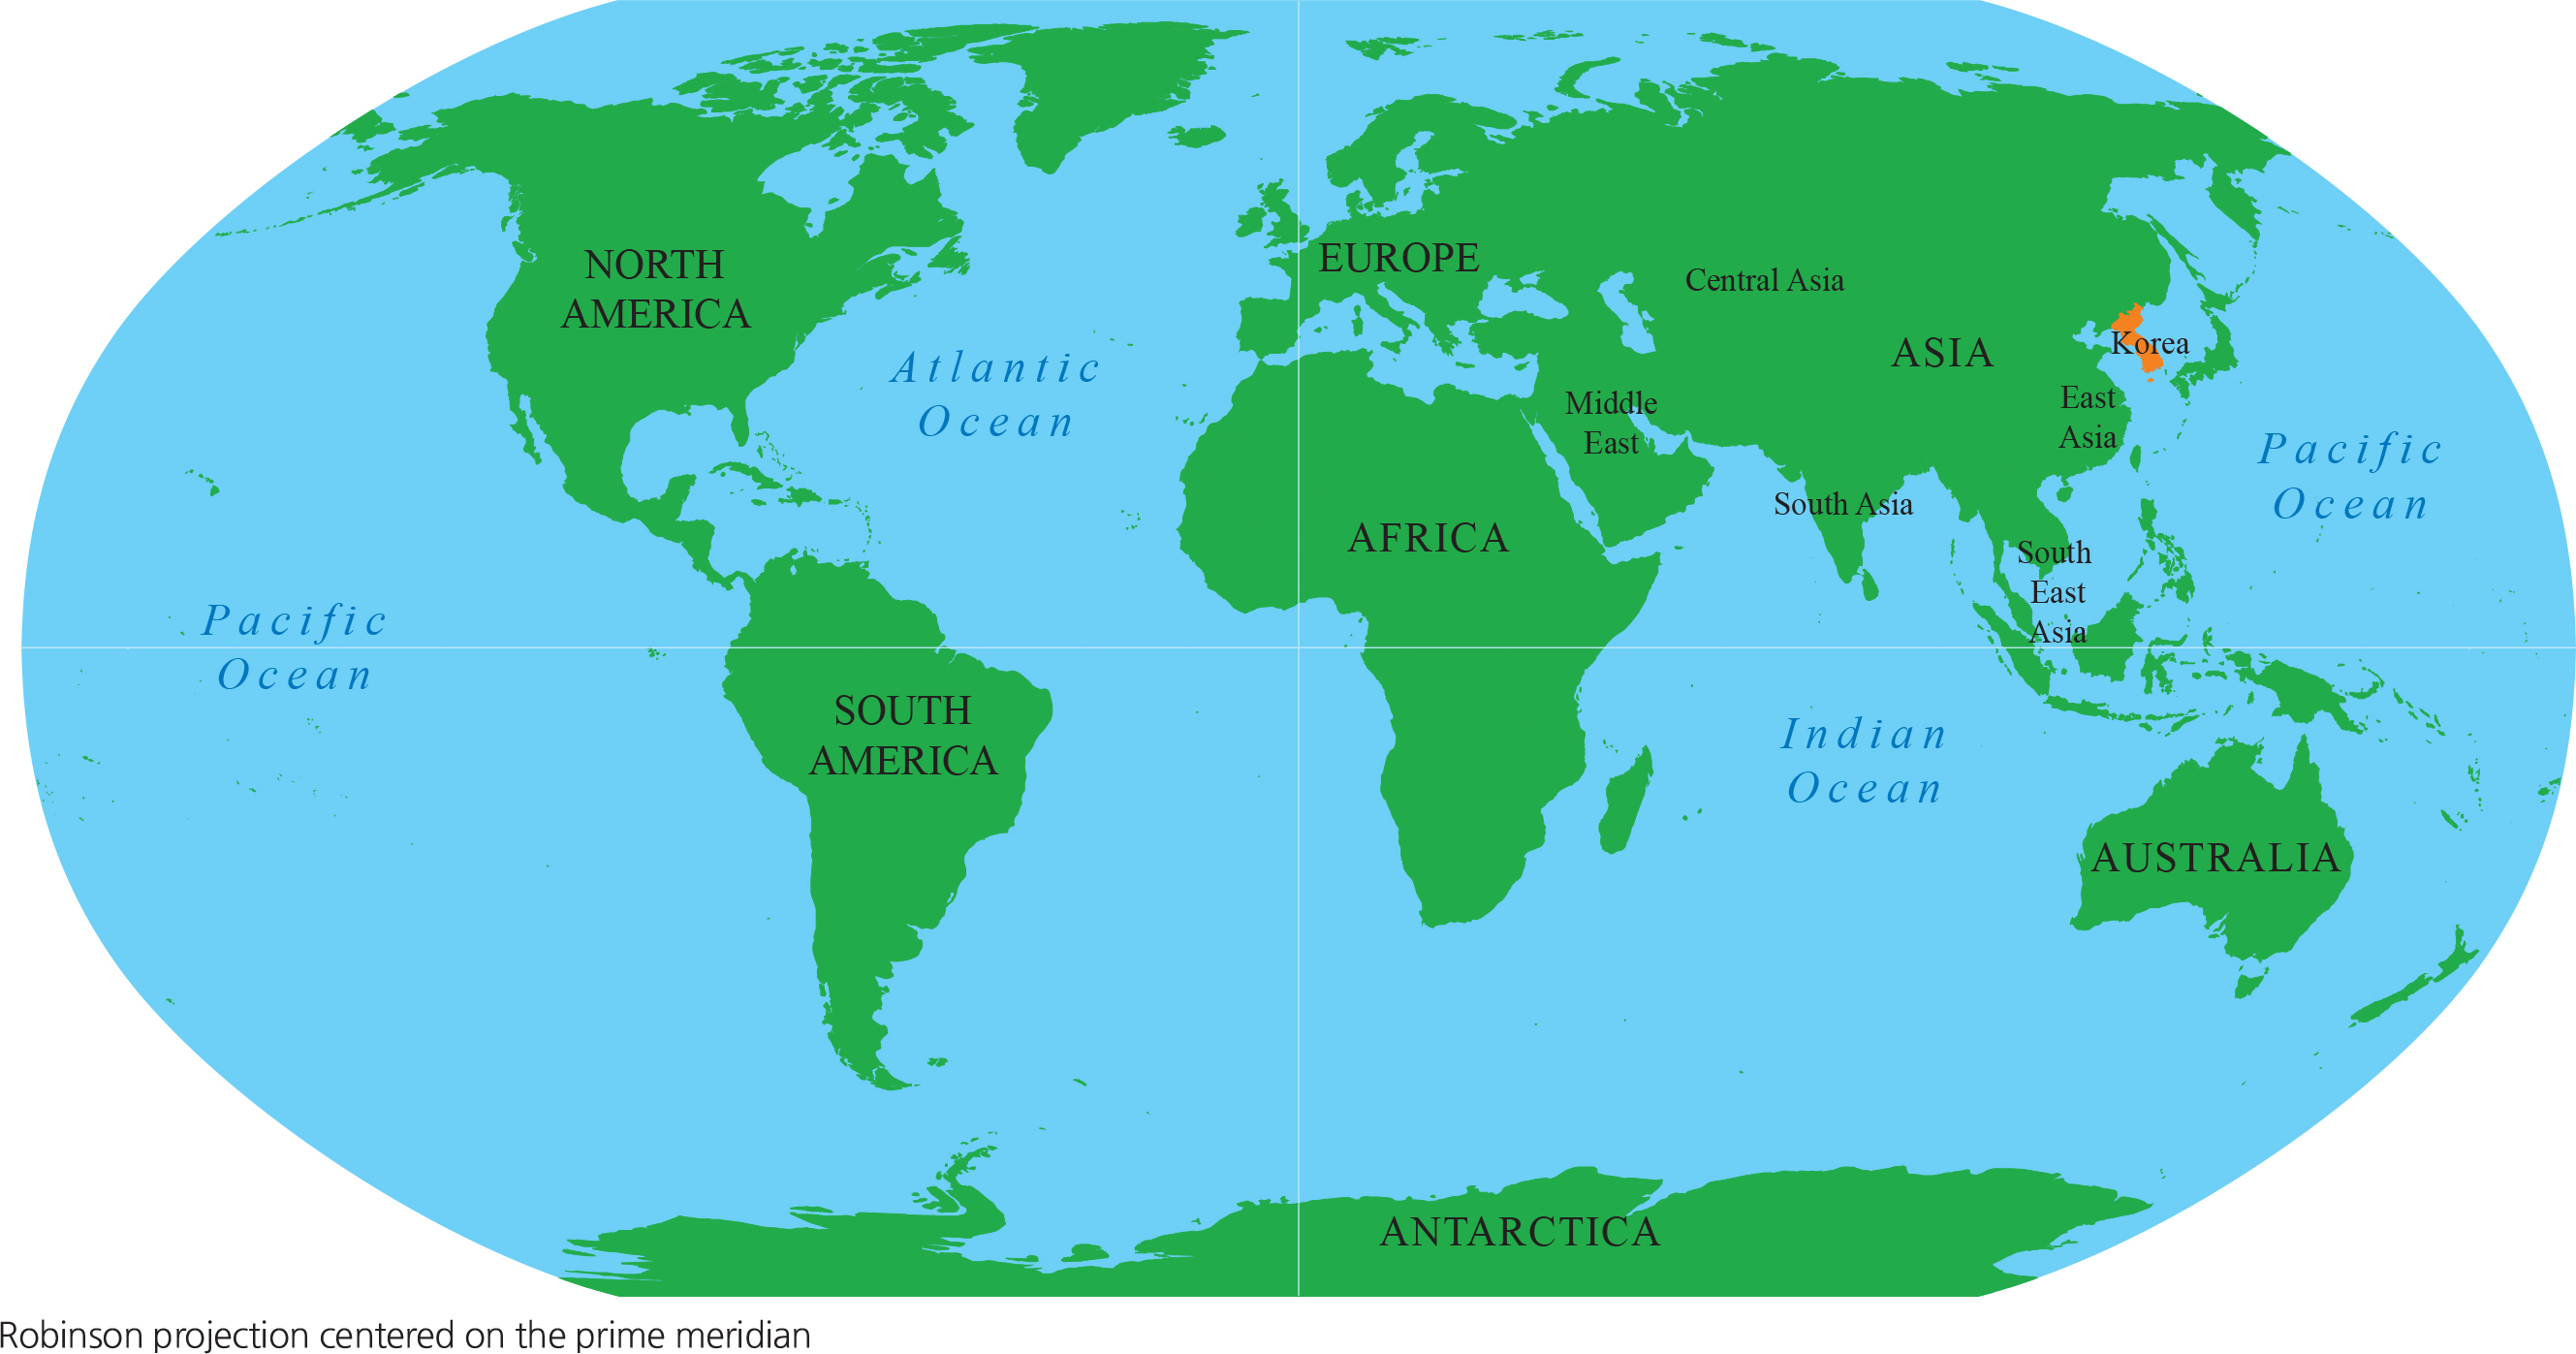 NORTH
AMERICA
EUROPE
Central Asia
ASIA
Korea
Atlantic
Ocean
Middle
East
East
Asia
Pacific
Ocean
South Asia
AFRICA
South
East
Asia
Pacific
Ocean
SOUTH
AMERICA
Indian
Ocean
AUSTRALIA
ANTARCTICA
Robinson projection centered on the prime meridian